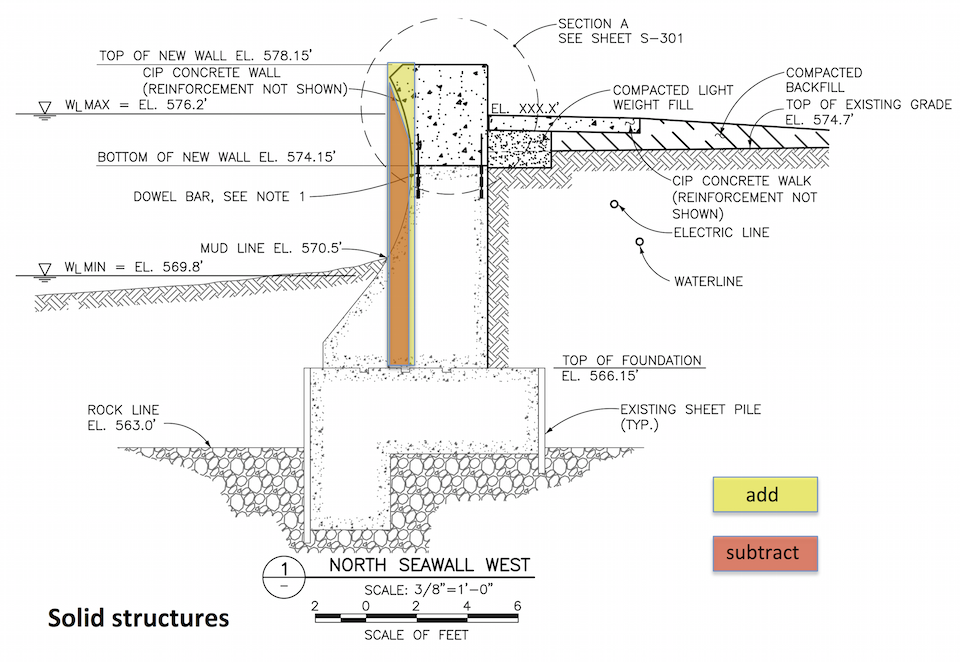 SECTION A
SEE SHEET S-301
TOP OF NEW WALL EL. 578.15'
CIP CONCRETE WALL
(REINFORCEMENT NOT SHOWN)
WL MAX = EL. 576.2'
EL. XXX.X'
COMPACTED LIGHT
WEIGHT FILL
COMPACTED
BACKFILL
TOP OF EXISTING GRADE
EL. 574.7'
BOTTOM OF NEW WALL EL. 574.15'
DOWEL BAR, SEE NOTE 1
CIP CONCRETE WALK
(REINFORCEMENT NOT
SHOWN)
ELECTRIC LINE
MUD LINE EL. 570.5'
WL MIN = EL. 569.8'
WATERLINE
TOP OF FOUNDATION
EL. 566.15'
ROCK LINE
EL. 563.0'
EXISTING SHEET PILE
(TYP.)
add
subtract
1
–
NORTH SEAWALL WEST
SCALE: 3/8"=1'-0"
2 0 2 4 6
SCALE OF FEET
Solid structures